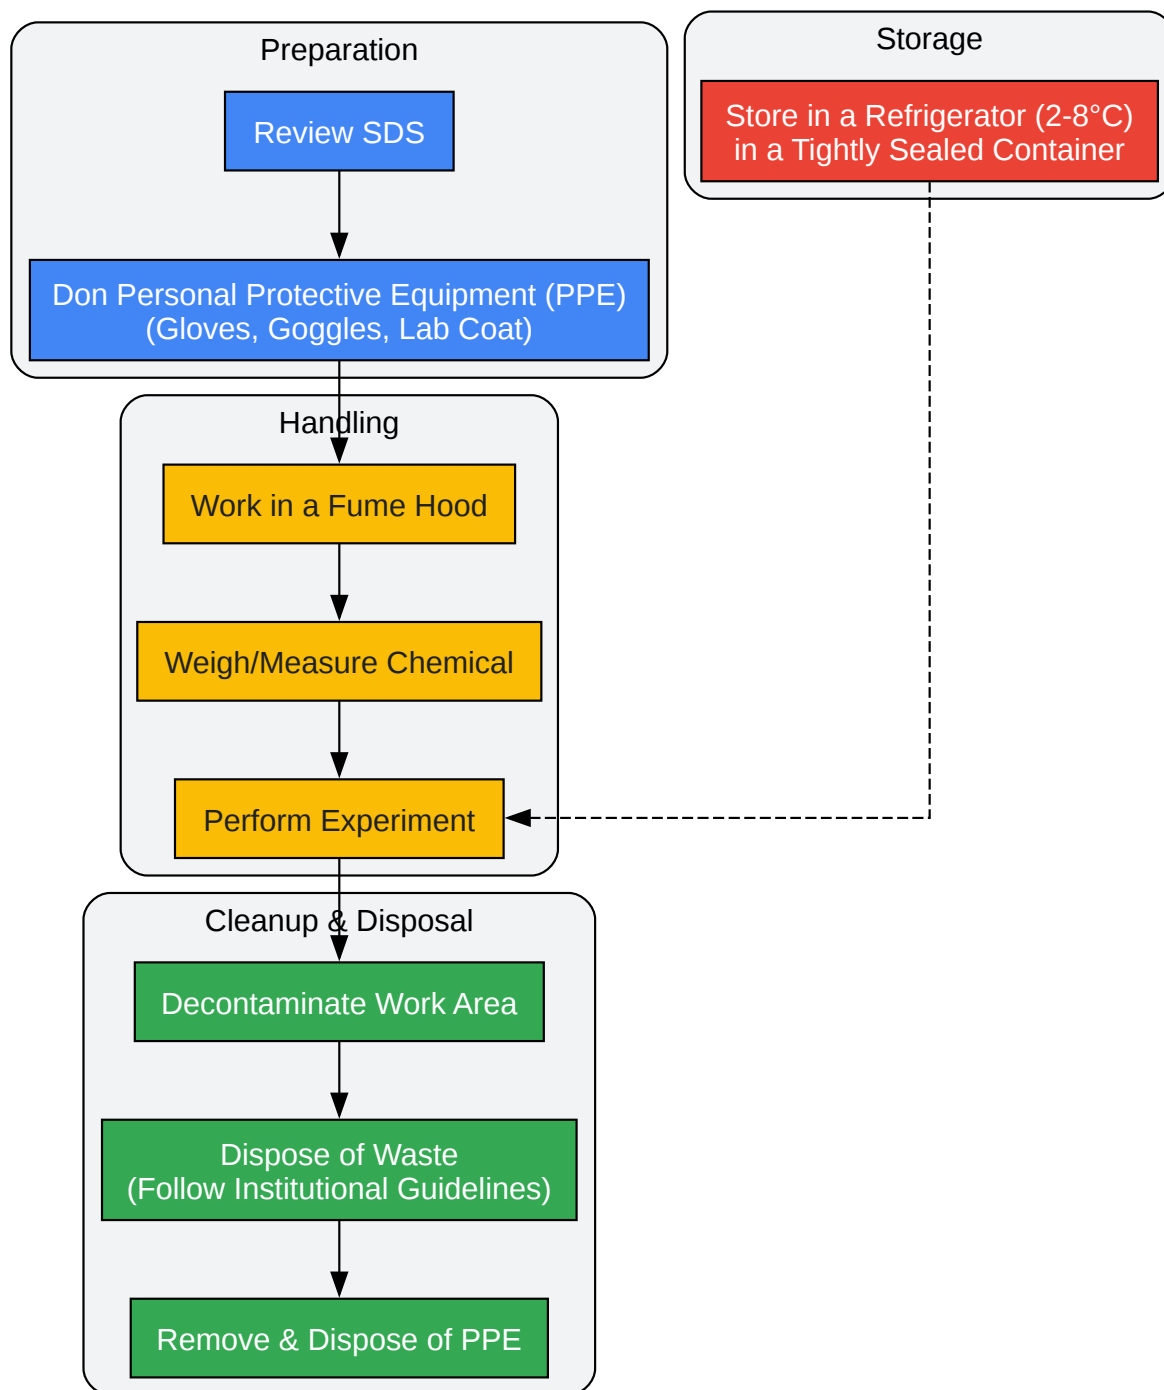 Preparation
Review SDS
Don Personal Protective Equipment (PPE)
(Gloves, Goggles, Lab Coat)
Storage
Store in a Refrigerator (2-8°C)
in a Tightly Sealed Container
Handling
Work in a Fume Hood
Weigh/Measure Chemical
Perform Experiment
Cleanup & Disposal
Decontaminate Work Area
Dispose of Waste
(Follow Institutional Guidelines)
Remove & Dispose of PPE